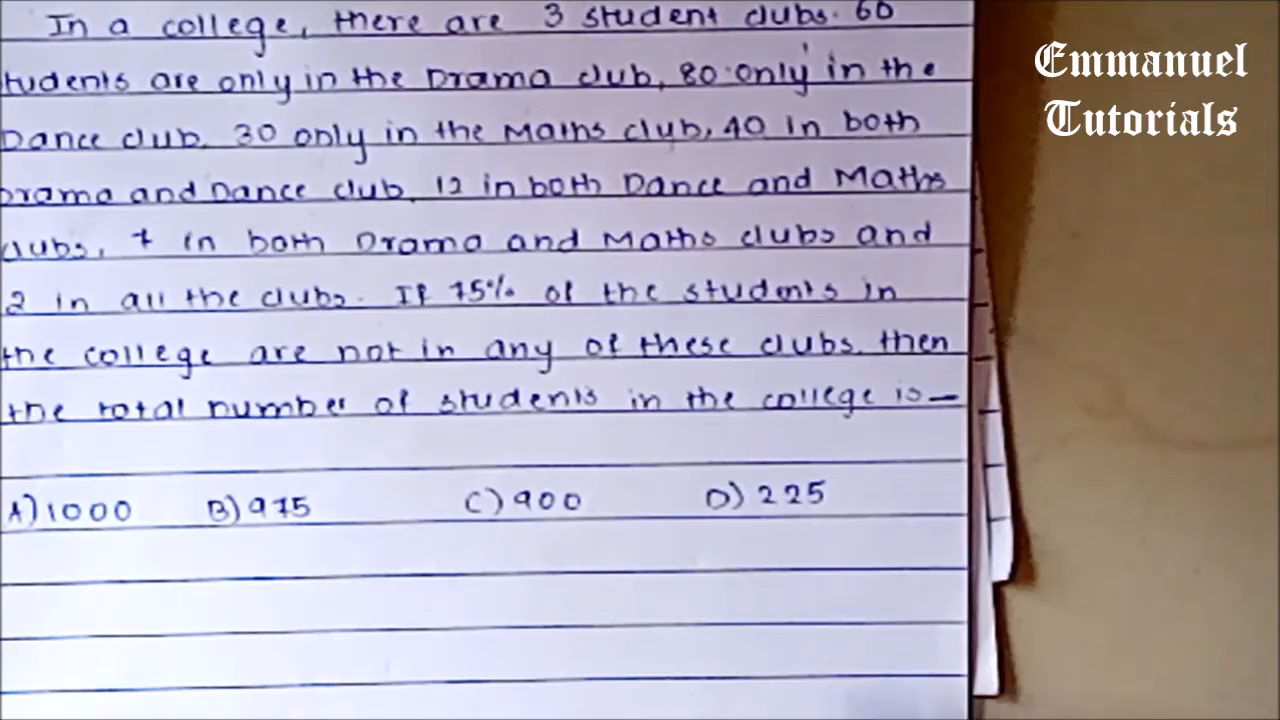 In a college, there are 3 student clubs. 60
tudents are only in the Drama club, 80 only in the
Dance club, 30 only in the Maths club, 40 in both
Drama and Dance club, 12 in both Dance and Maths
clubs, 7 in both Drama and Maths clubs and
2 in all the clubs. If 75% of the students in
the college are not in any of these clubs, then
the total number of students in the college is—
A) 1000 B) 975 C) 900 D) 225
Emmanuel
Tutorials